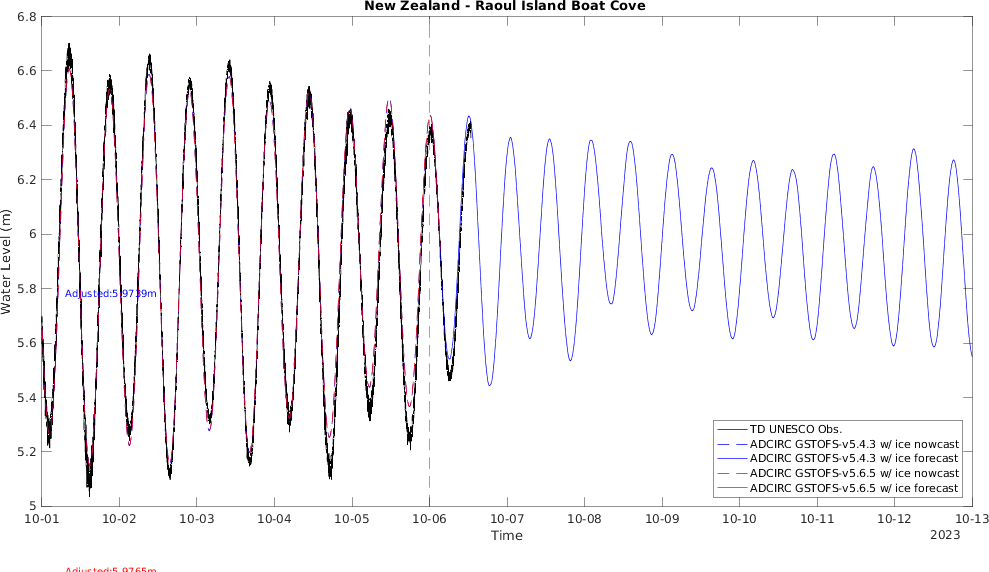 New Zealand - Raoul Island Boat Cove
6.8
6.6
6.4
6.2
6
5.8
5.6
5.4
5.2
5
Water Level (m)
Adjusted:5.9739m
TD UNESCO Obs.
ADCIRC GSTOFS-v5.4.3 w/ ice nowcast
ADCIRC GSTOFS-v5.4.3 w/ ice forecast
ADCIRC GSTOFS-v5.6.5 w/ ice nowcast
ADCIRC GSTOFS-v5.6.5 w/ ice forecast
10-01 10-02 10-03 10-04 10-05 10-06 10-07 10-08 10-09 10-10 10-11 10-12 10-13
Time
2023
Adjusted:5.9765m